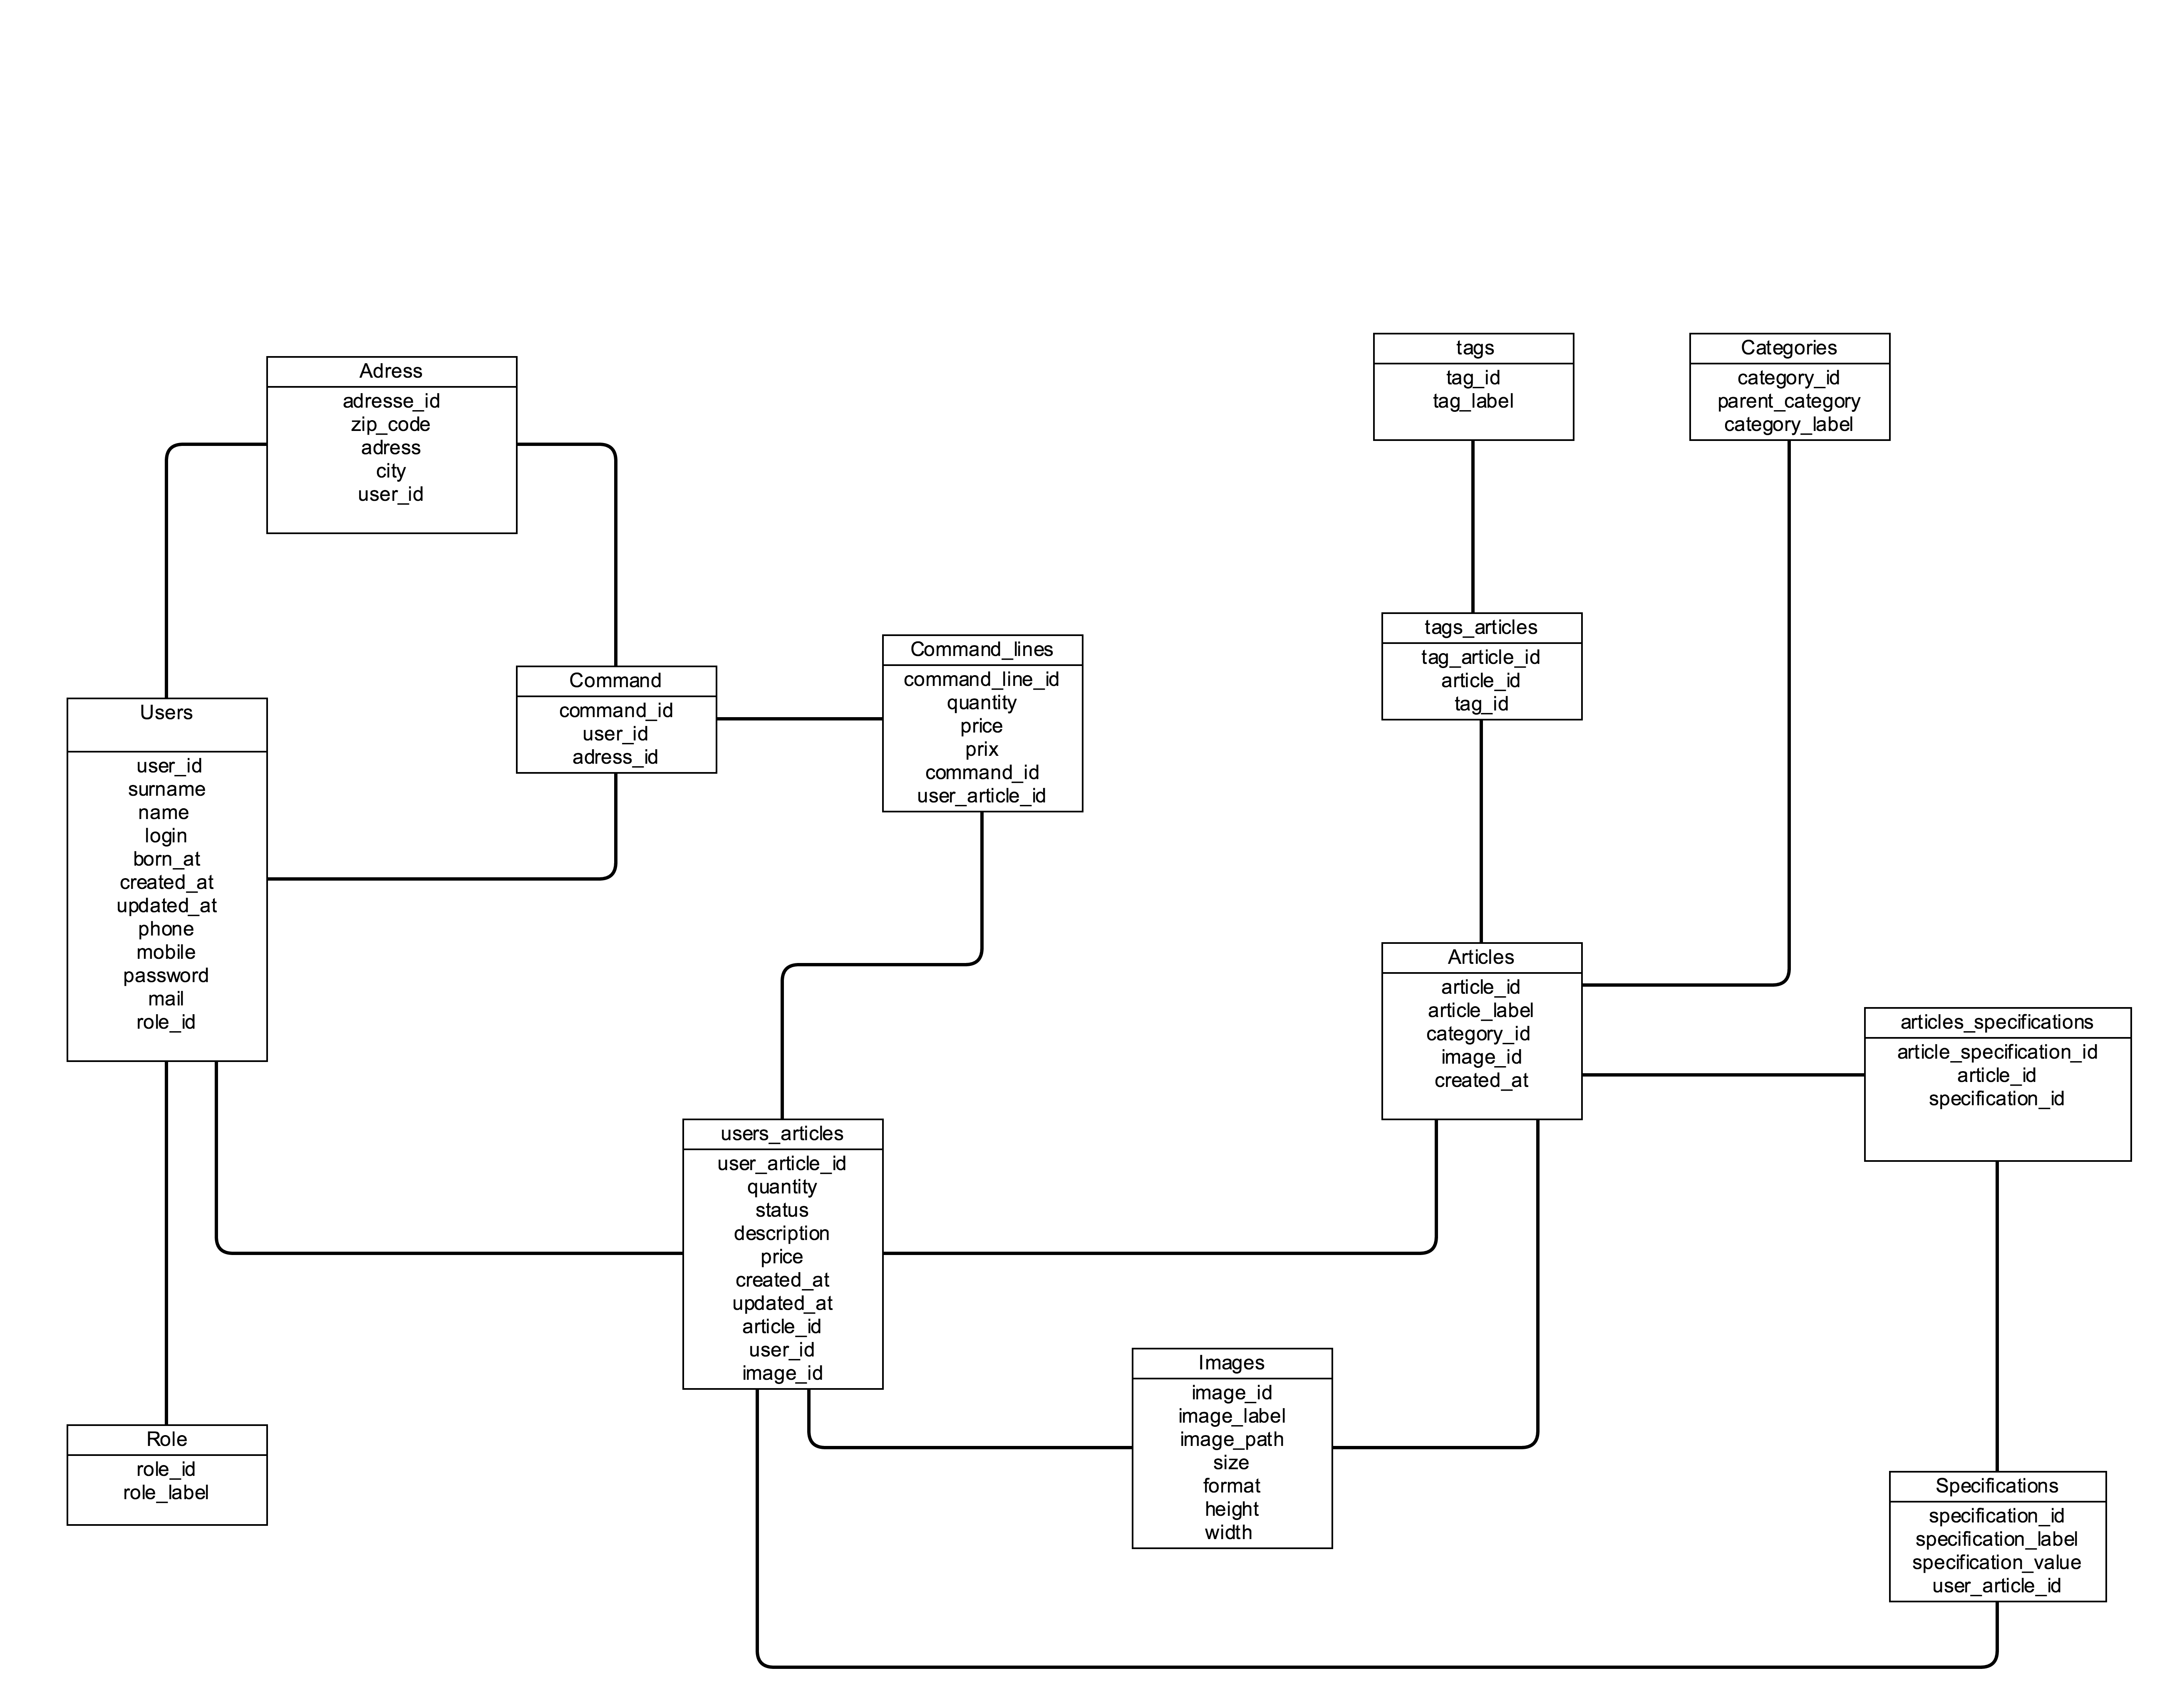 Adress
adresse_id
zip_code
adress
city
user_id
tags
tag_id
tag_label
Categories
category_id
parent_category
category_label
Users
user_id
surname
name
login
born_at
created_at
updated_at
phone
mobile
password
mail
role_id
Command
command_id
user_id
adress_id
Command_lines
command_line_id
quantity
price
prix
command_id
user_article_id
tags_articles
tag_article_id
article_id
tag_id
Articles
article_id
article_label
category_id
image_id
created_at
articles_specifications
article_specification_id
article_id
specification_id
users_articles
user_article_id
quantity
status
description
price
created_at
updated_at
article_id
user_id
image_id
Images
image_id
image_label
image_path
size
format
height
width
Role
role_id
role_label
Specifications
specification_id
specification_label
specification_value
user_article_id